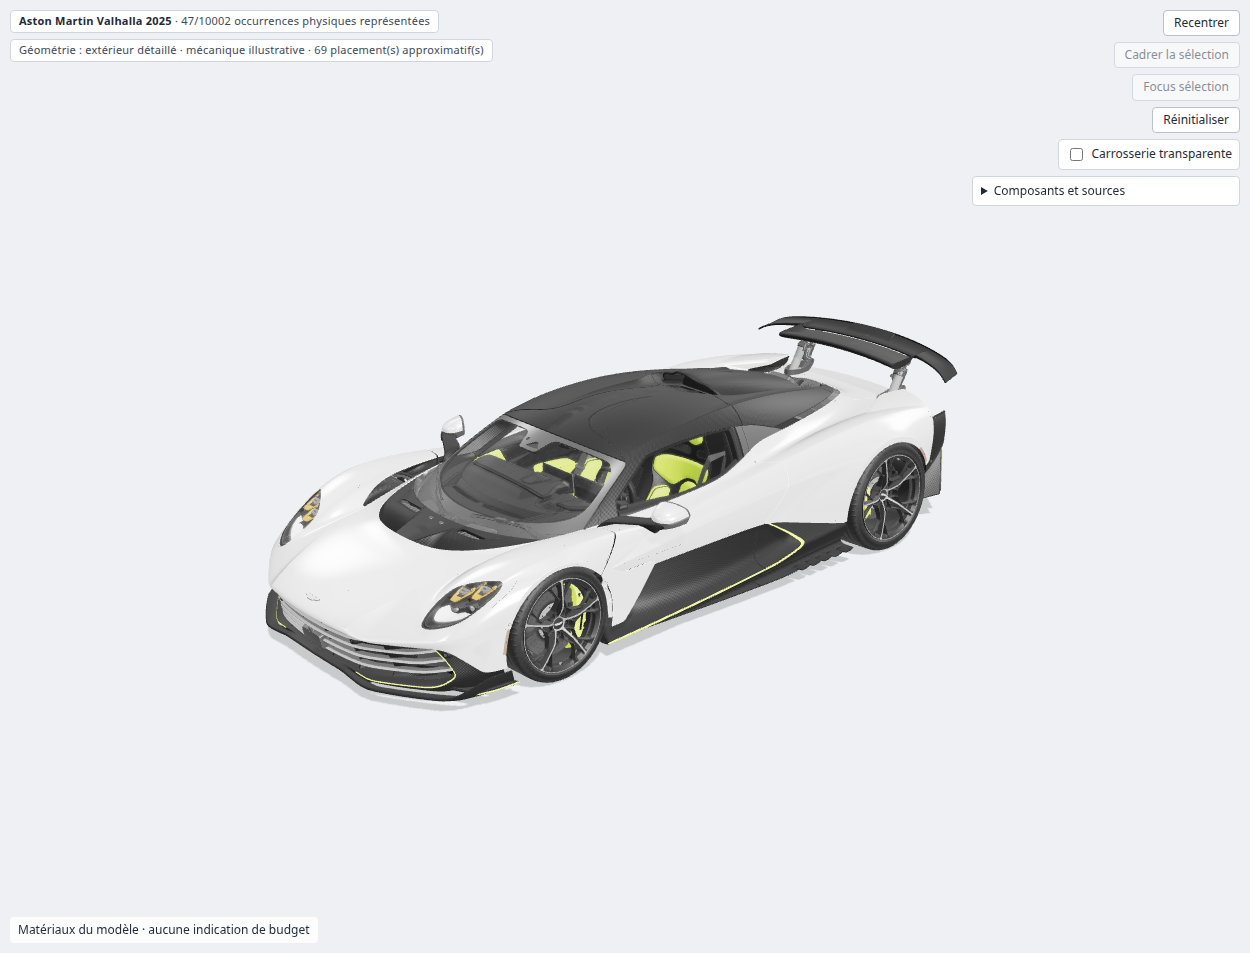 Aston Martin Valhalla 2025 · 47/10002 occurrences physiques représentées
Géométrie : extérieur détaillé · mécanique illustrative · 69 placement(s) approximatif(s)
Recentrer
Cadrer la sélection
Focus sélection
Réinitialiser
Carrosserie transparente
Composants et sources
Matériaux du modèle · aucune indication de budget